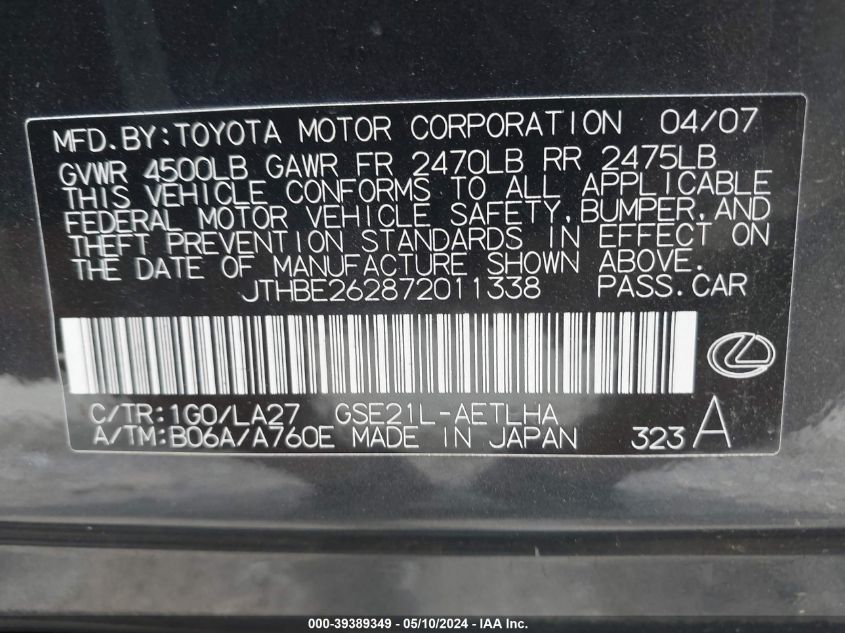 MFD.BY:TOYOTA MOTOR CORPORATION 04/07
GVWR 4500LB GAWR FR 2470LB RR 2475LB
THIS VEHICLE CONFORMS TO ALL APPLICABLE
FEDERAL MOTOR VEHICLE SAFETY,BUMPER,AND
THEFT PREVENTION STANDARDS IN EFFECT ON
THE DATE OF MANUFACTURE SHOWN ABOVE.
JTHBE262872011338 PASS.CAR
C/TR:1G0/LA27 GSE21L-AETLHA
A/TM:B06A/A760E MADE IN JAPAN 323 A
000-39389349 - 05/10/2024 - IAA Inc.